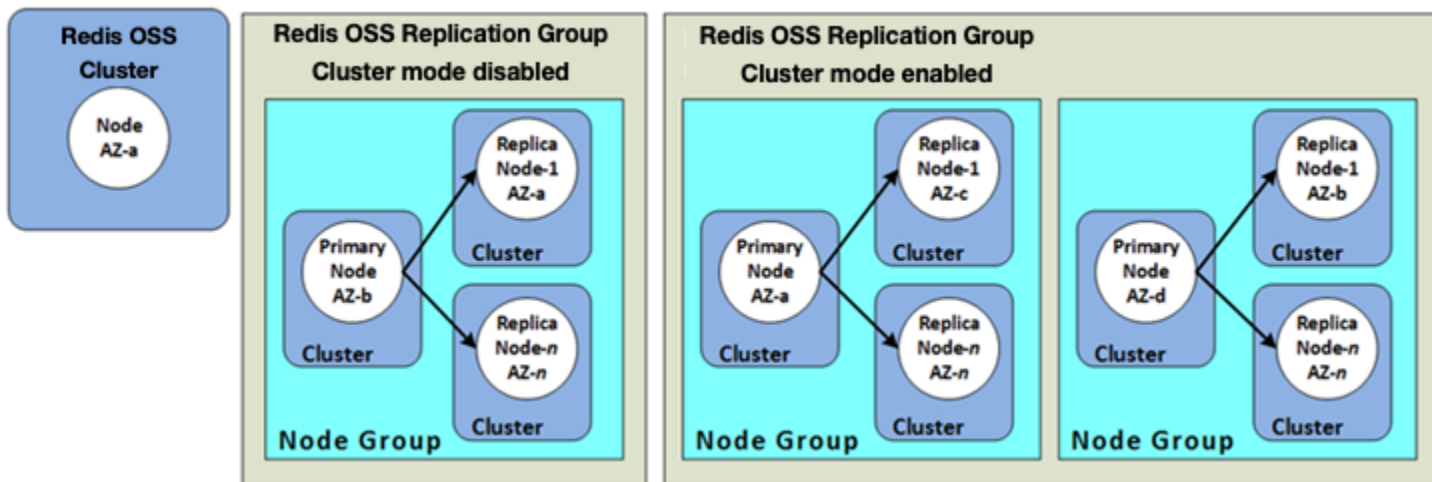 Redis OSS
Cluster
Node
AZ-a
Redis OSS Replication Group
Cluster mode disabled
Replica
Node-1
AZ-a
Cluster
Primary
Node
AZ-b
Cluster
Replica
Node-n
AZ-n
Cluster
Node Group
Redis OSS Replication Group
Cluster mode enabled
Replica
Node-1
AZ-c
Cluster
Primary
Node
AZ-a
Cluster
Replica
Node-n
AZ-n
Cluster
Node Group
Replica
Node-1
AZ-b
Cluster
Primary
Node
AZ-d
Cluster
Replica
Node-n
AZ-n
Cluster
Node Group